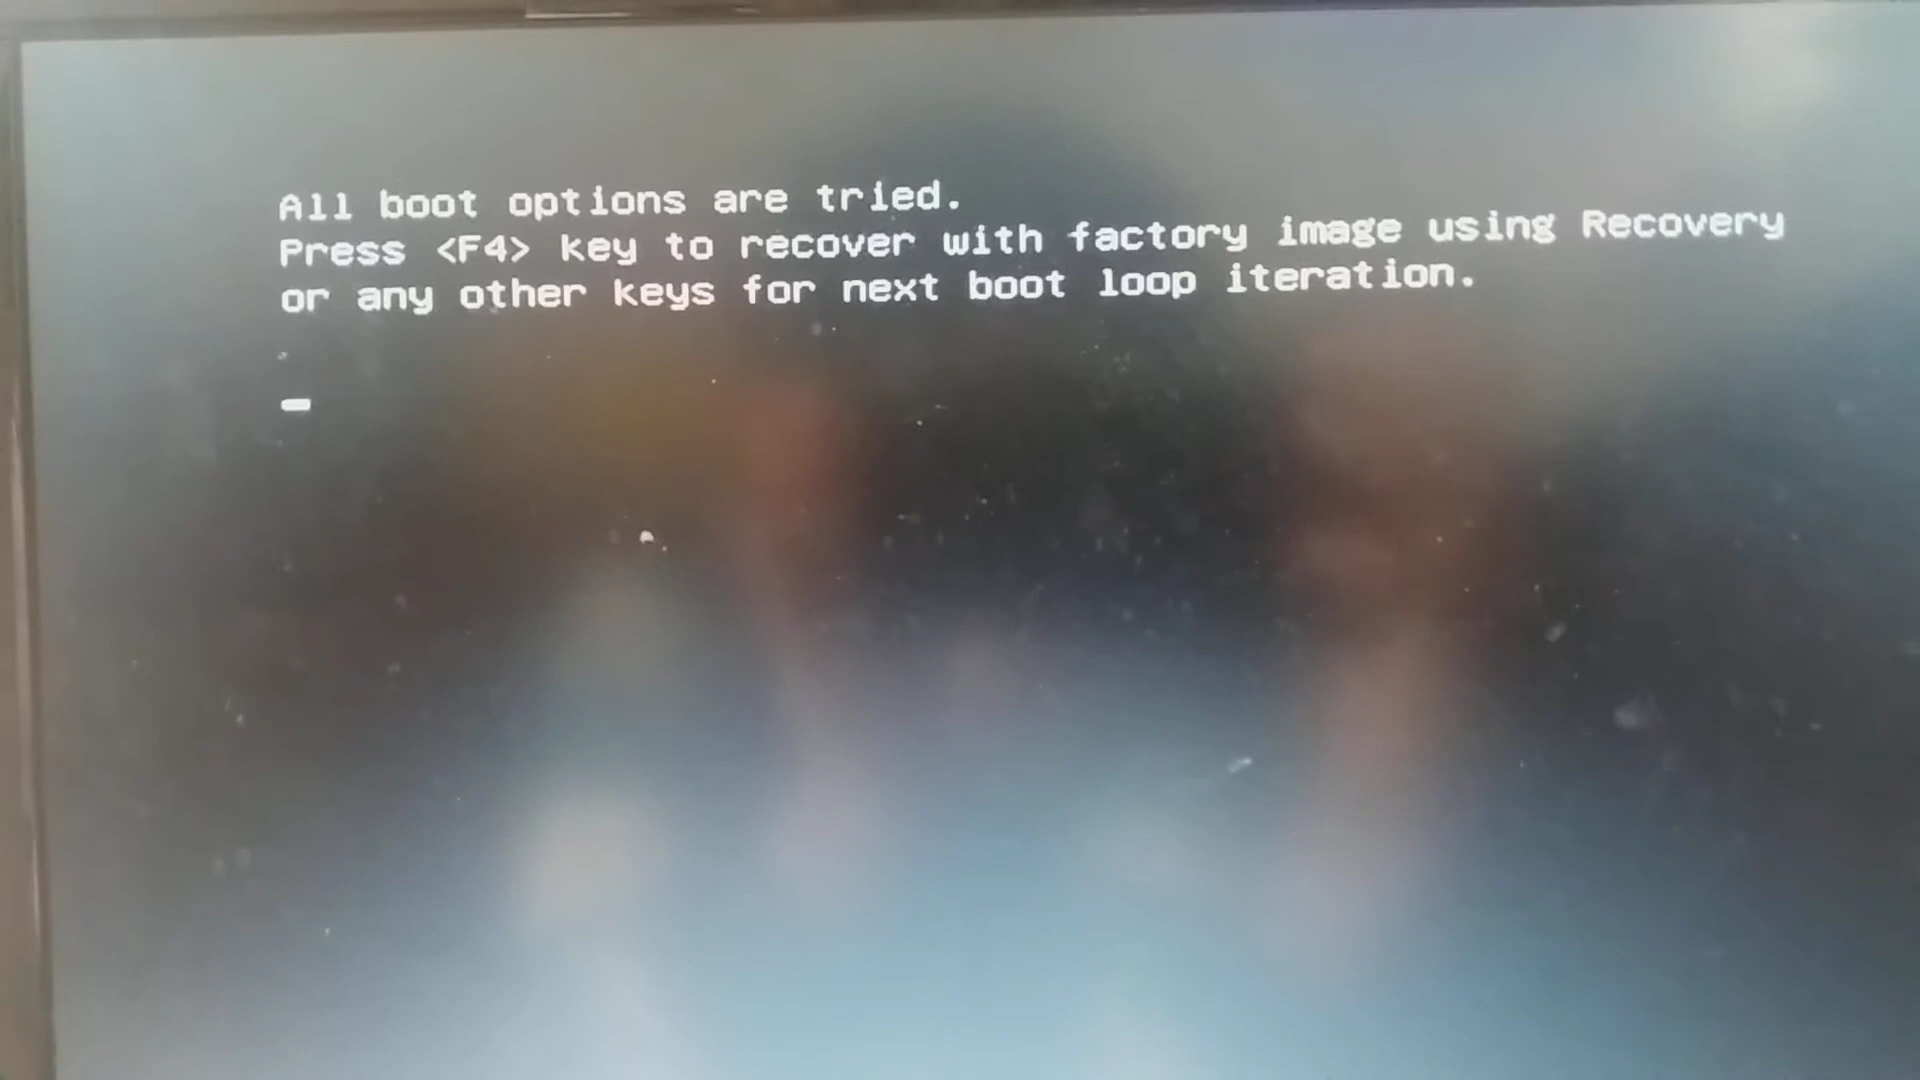 All boot options are tried.
Press <F4> key to recover with factory image using Recovery
or any other keys for next boot loop iteration.